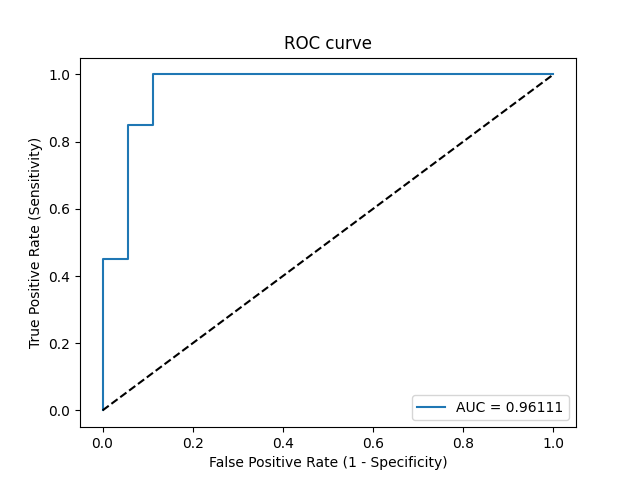 ROC curve
True Positive Rate (Sensitivity)
1.0
0.8
0.6
0.4
0.2
0.0
AUC = 0.96111
0.0 0.2 0.4 0.6 0.8 1.0
False Positive Rate (1 - Specificity)